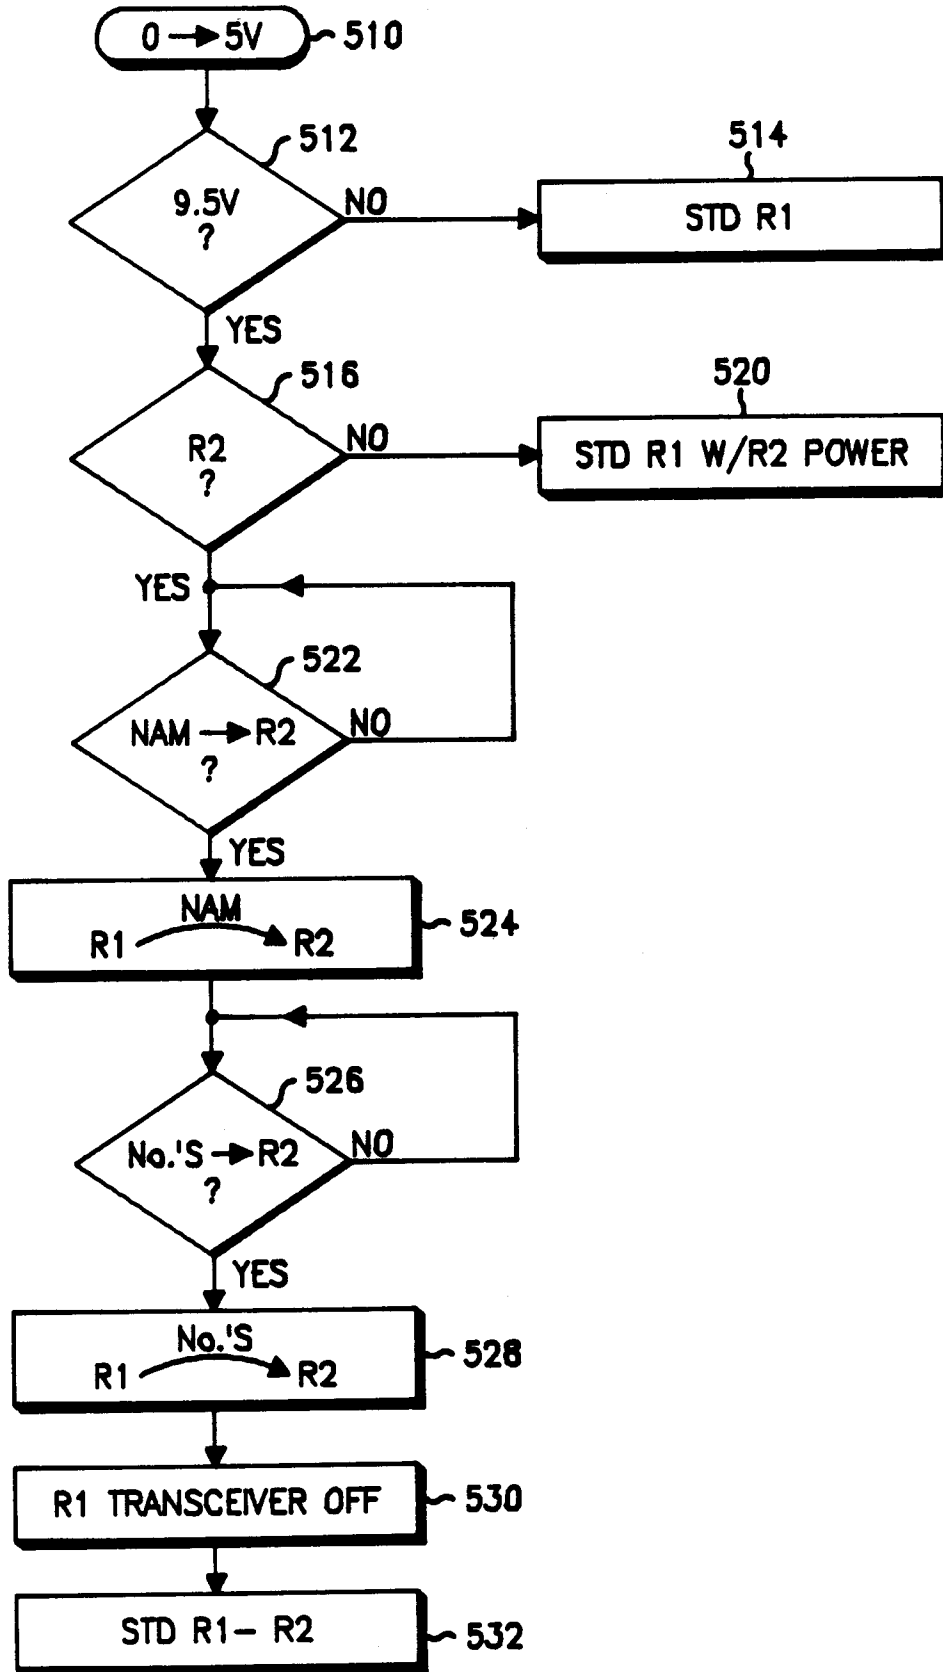 0 → 5V 510
512
9.5V
?
NO
514
STD R1
YES
516
R2
?
NO
520
STD R1 W/R2 POWER
YES
522
NAM → R2
?
NO
YES
NAM
R1 R2
524
526
No.'S → R2
?
NO
YES
No.'S
R1 R2
528
R1 TRANSCEIVER OFF 530
STD R1- R2 532